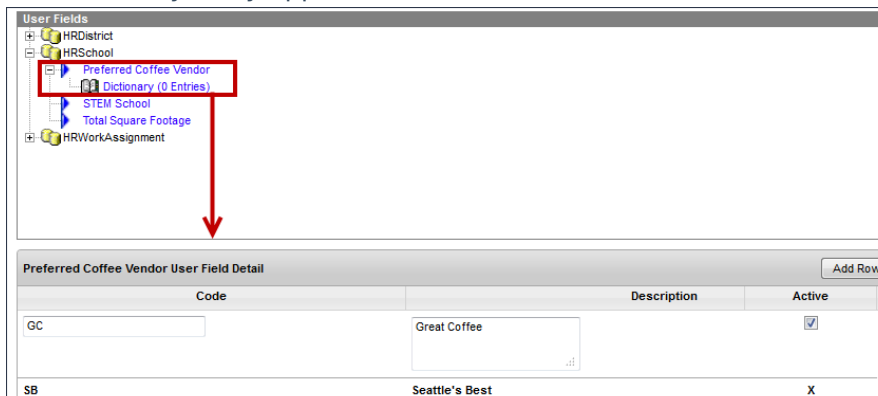 User Fields
HRDistrict
HRSchool
Preferred Coffee Vendor
Dictionary (0 Entries)
STEM School
Total Square Footage
HRWorkAssignment
Preferred Coffee Vendor User Field Detail
Add Row
Code Description Active
GC Great Coffee
SB Seattle's Best X